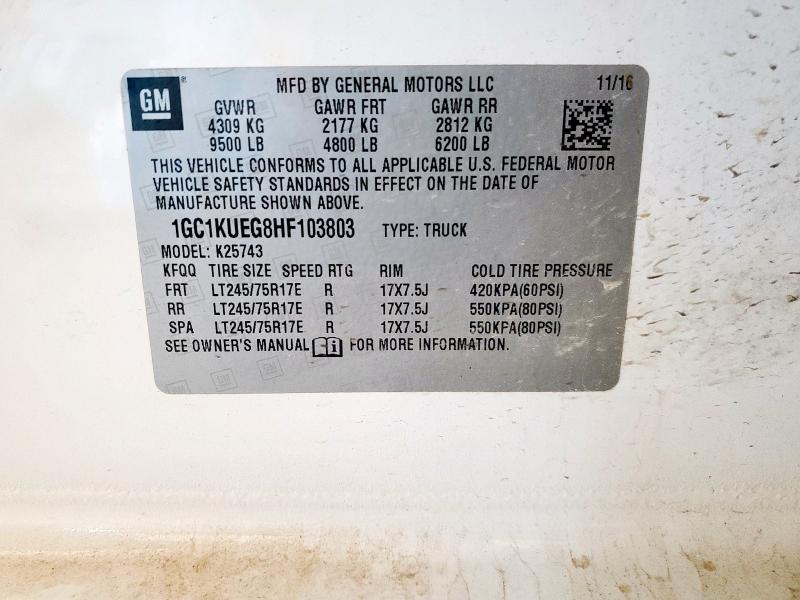 GM
MFD BY GENERAL MOTORS LLC 11/16
GVWR GAWR FRT GAWR RR
4309 KG 2177 KG 2812 KG
9500 LB 4800 LB 6200 LB
THIS VEHICLE CONFORMS TO ALL APPLICABLE U.S. FEDERAL MOTOR
VEHICLE SAFETY STANDARDS IN EFFECT ON THE DATE OF
MANUFACTURE SHOWN ABOVE.
1GC1KUEG8HF103803 TYPE: TRUCK
MODEL: K25743
KFQQ TIRE SIZE SPEED RTG RIM COLD TIRE PRESSURE
FRT LT245/75R17E R 17X7.5J 420KPA(60PSI)
RR LT245/75R17E R 17X7.5J 550KPA(80PSI)
SPA LT245/75R17E R 17X7.5J 550KPA(80PSI)
SEE OWNER'S MANUAL FOR MORE INFORMATION.